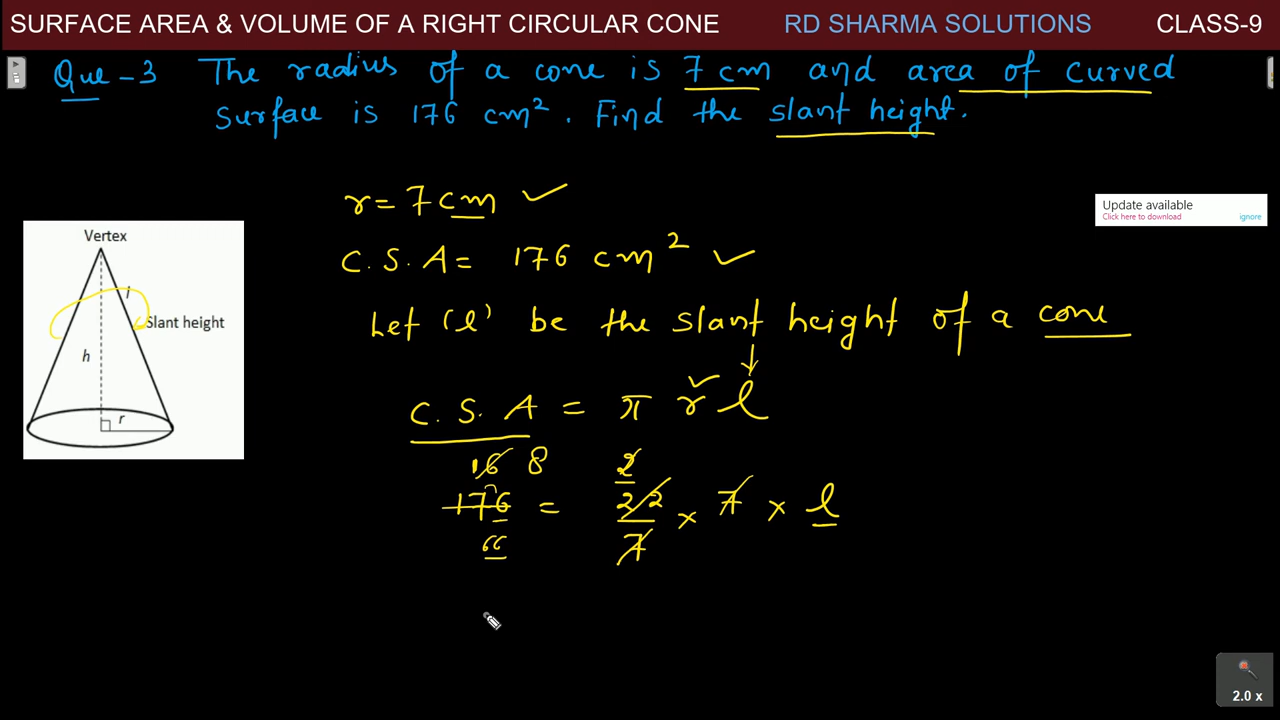 SURFACE AREA & VOLUME OF A RIGHT CIRCULAR CONE RD SHARMA SOLUTIONS CLASS-9
Que - 3 The radius of a cone is 7 cm and area of curved
surface is 176 cm². Find the slant height.
r = 7 cm ✓
C.S.A = 176 cm² ✓
Update available
Click here to download ignore
Vertex
l
Slant height
h
r
Let 'l' be the slant height of a cone
C.S.A = π r l
16 8 2
176 = 22/7 × 7 × l
66
2.0 x